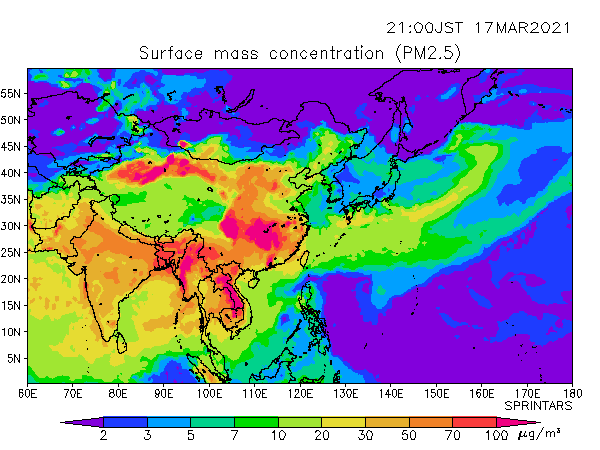 21:00JST 17MAR2021
Surface mass concentration (PM2.5)
55N
50N
45N
40N
35N
30N
25N
20N
15N
10N
5N
60E 70E 80E 90E 100E 110E 120E 130E 140E 150E 160E 170E 180
SPRINTARS
2 3 5 7 10 20 30 50 70 100 μg/m³